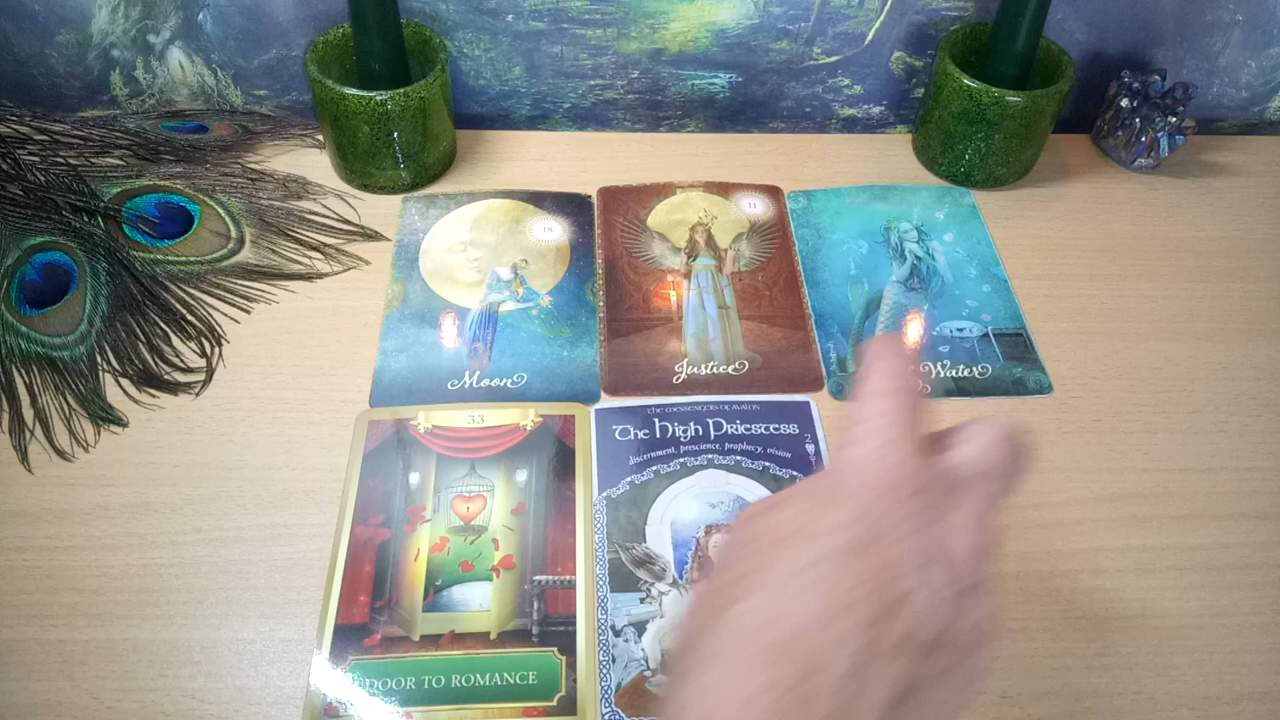 18
11
Moon
Justice
Water
33
DOOR TO ROMANCE
THE MESSENGERS OF AVALON
The High Priestess
discernment, prescience, prophecy, vision
2